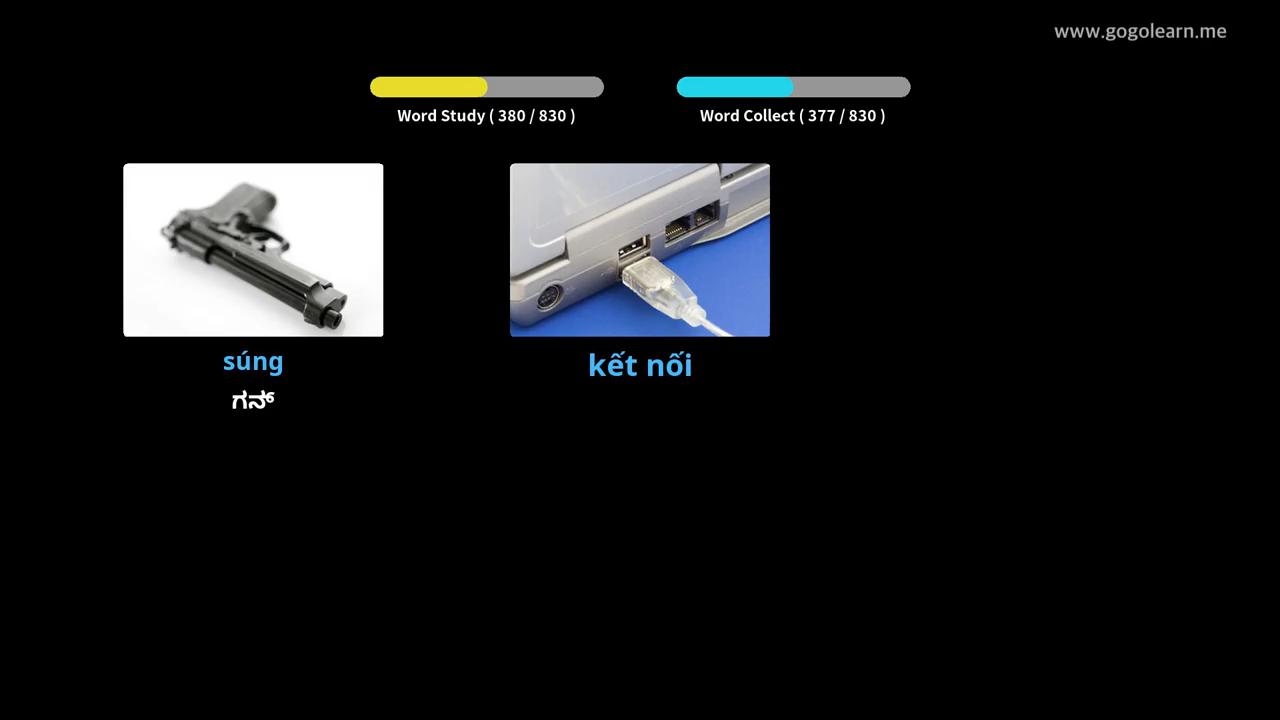 www.gogolearn.me
Word Study ( 380 / 830 )
Word Collect ( 377 / 830 )
súng
ಗನ್
kết nối